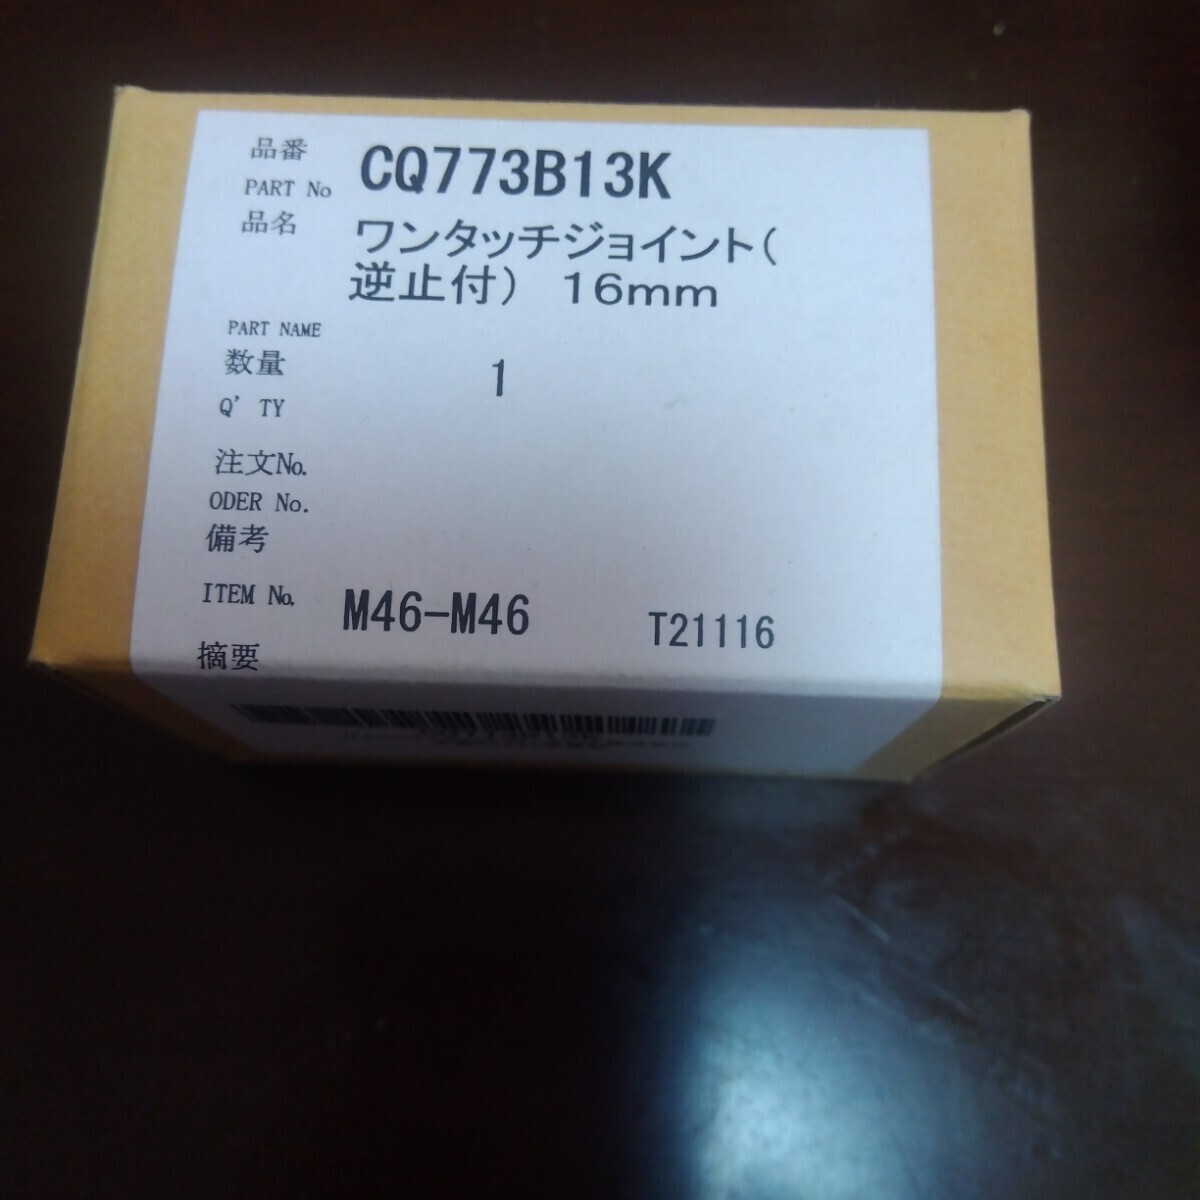 品番 CQ773B13K
PART No
品名 ワンタッチジョイント(
逆止付) 16mm
PART NAME
数量 1
Q'TY
注文No.
ODER No.
備考
ITEM No. M46-M46 T21116
摘要